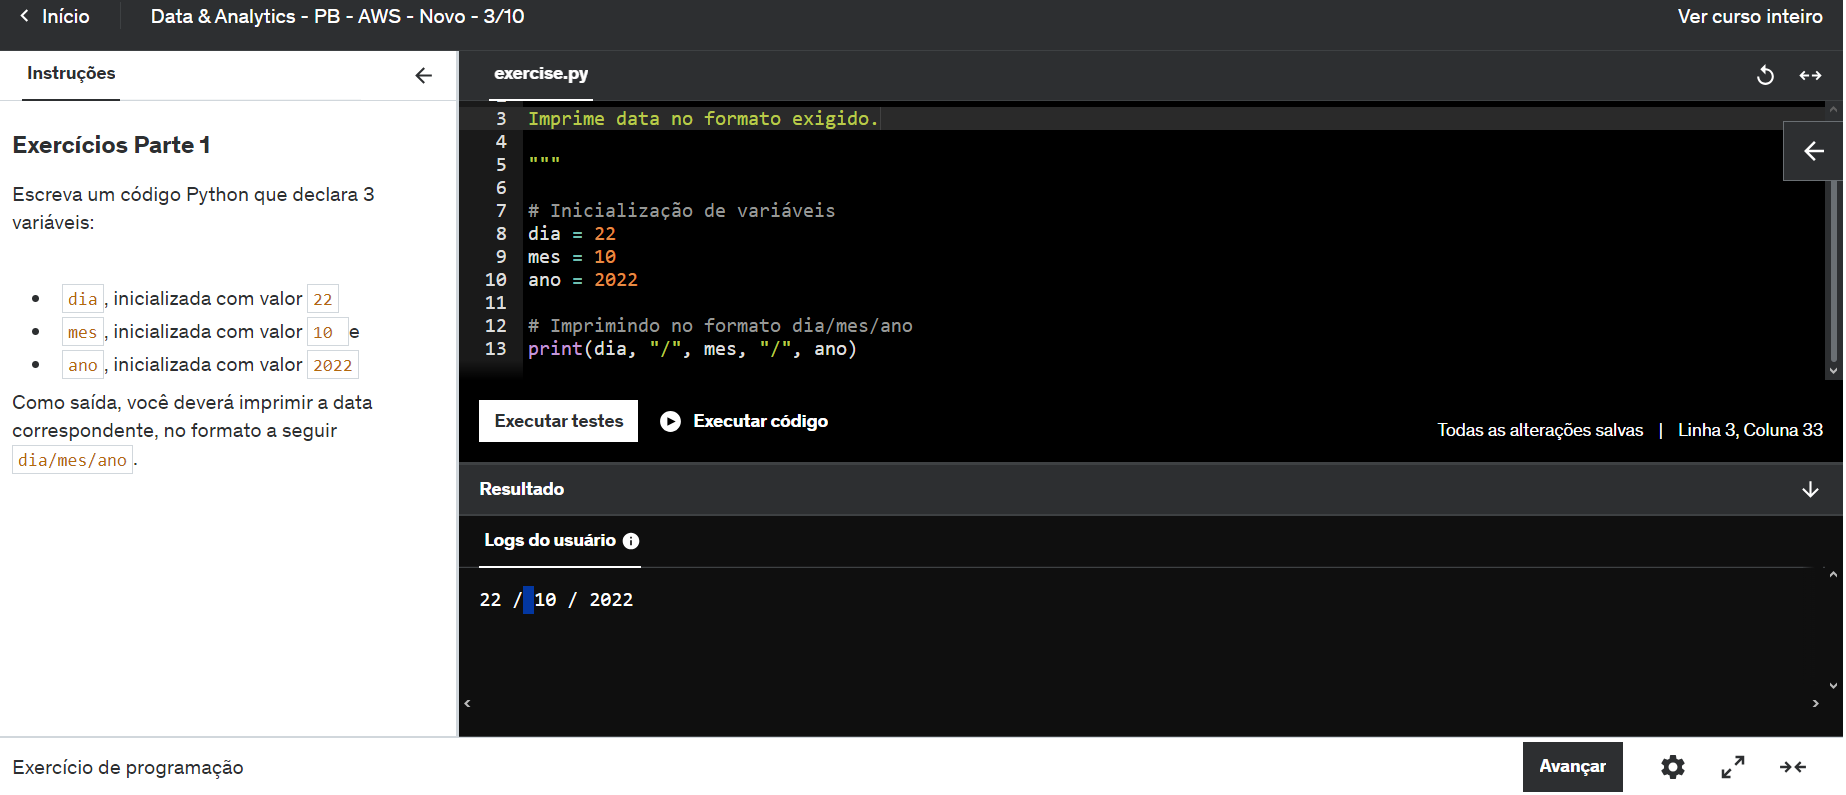 Início
Data & Analytics - PB - AWS - Novo - 3/10
Ver curso inteiro
Instruções
Exercícios Parte 1
Escreva um código Python que declara 3
variáveis:
dia, inicializada com valor 22
mes, inicializada com valor 10 e
ano, inicializada com valor 2022
Como saída, você deverá imprimir a data
correspondente, no formato a seguir
dia/mes/ano.
exercise.py
3 Imprime data no formato exigido.
4
5 """
6
7 # Inicialização de variáveis
8 dia = 22
9 mes = 10
10 ano = 2022
11
12 # Imprimindo no formato dia/mes/ano
13 print(dia, "/", mes, "/", ano)
Executar testes
Executar código
Todas as alterações salvas | Linha 3, Coluna 33
Resultado
Logs do usuário
22 / 10 / 2022
Exercício de programação
Avançar